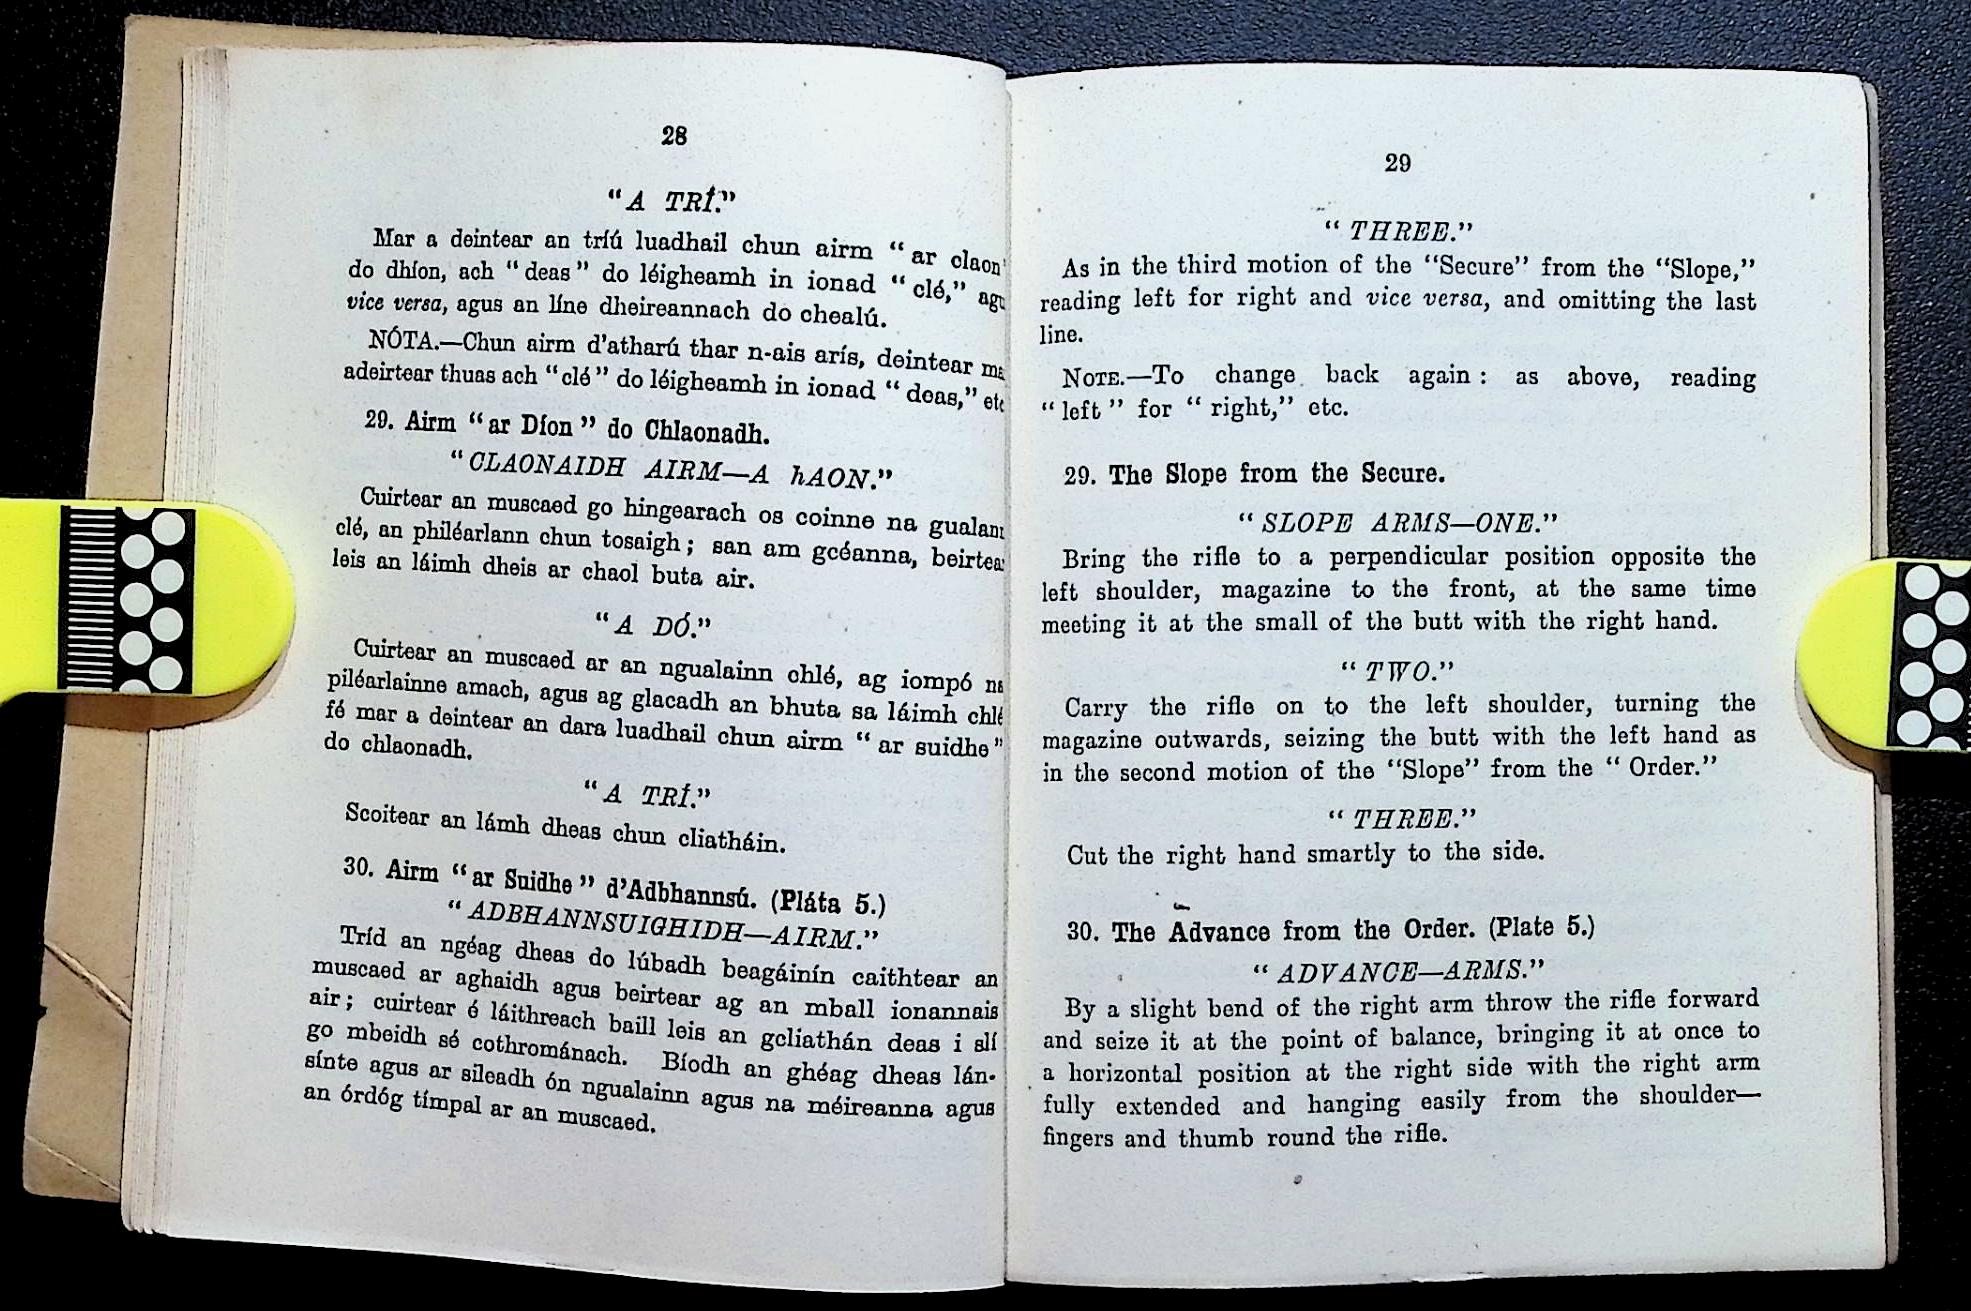 28
“A TRÍ.”
Mar a deintear an tríú luadhail chun airm “ar claon
do dhíon, ach “deas” do léigheamh in ionad “clé,” agu
vice versa, agus an líne dheireannach do chealú.
NÓTA.—Chun airm d'atharú thar n-ais arís, deintear ma
adeirtear thuas ach “clé” do léigheamh in ionad “deas,” etc
29. Airm “ar Díon” do Chlaonadh.
“CLAONAIDH AIRM—A hAON.”
Cuirtear an muscaed go hingearach os coinne na gualann
clé, an philéarlann chun tosaigh; san am gcéanna, beirtear
leis an láimh dheis ar chaol buta air.
“A DÓ.”
Cuirtear an muscaed ar an ngualainn chlé, ag iompó na
piléarlainne amach, agus ag glacadh an bhuta sa láimh chlé
fé mar a deintear an dara luadhail chun airm “ar suidhe”
do chlaonadh.
“A TRÍ.”
Scoitear an lámh dheas chun cliatháin.
30. Airm “ar Suidhe” d'Adbhannsú. (Pláta 5.)
“ADBHANNSUIGHIDH—AIRM.”
Tríd an ngéag dheas do lúbadh beagáinín caithtear an
muscaed ar aghaidh agus beirtear ag an mball ionannais
air; cuirtear é láithreach baill leis an gcliathán deas i slí
go mbeidh sé cothrománach. Bíodh an ghéag dheas lán-
sínte agus ar sileadh ón ngualainn agus na méireanna agus
an órdóg tímpal ar an muscaed.
29
“THREE.”
As in the third motion of the “Secure” from the “Slope,”
reading left for right and vice versa, and omitting the last
line.
NOTE.—To change back again: as above, reading
“left” for “right,” etc.
29. The Slope from the Secure.
“SLOPE ARMS—ONE.”
Bring the rifle to a perpendicular position opposite the
left shoulder, magazine to the front, at the same time
meeting it at the small of the butt with the right hand.
“TWO.”
Carry the rifle on to the left shoulder, turning the
magazine outwards, seizing the butt with the left hand as
in the second motion of the “Slope” from the “Order.”
“THREE.”
Cut the right hand smartly to the side.
30. The Advance from the Order. (Plate 5.)
“ADVANCE—ARMS.”
By a slight bend of the right arm throw the rifle forward
and seize it at the point of balance, bringing it at once to
a horizontal position at the right side with the right arm
fully extended and hanging easily from the shoulder—
fingers and thumb round the rifle.